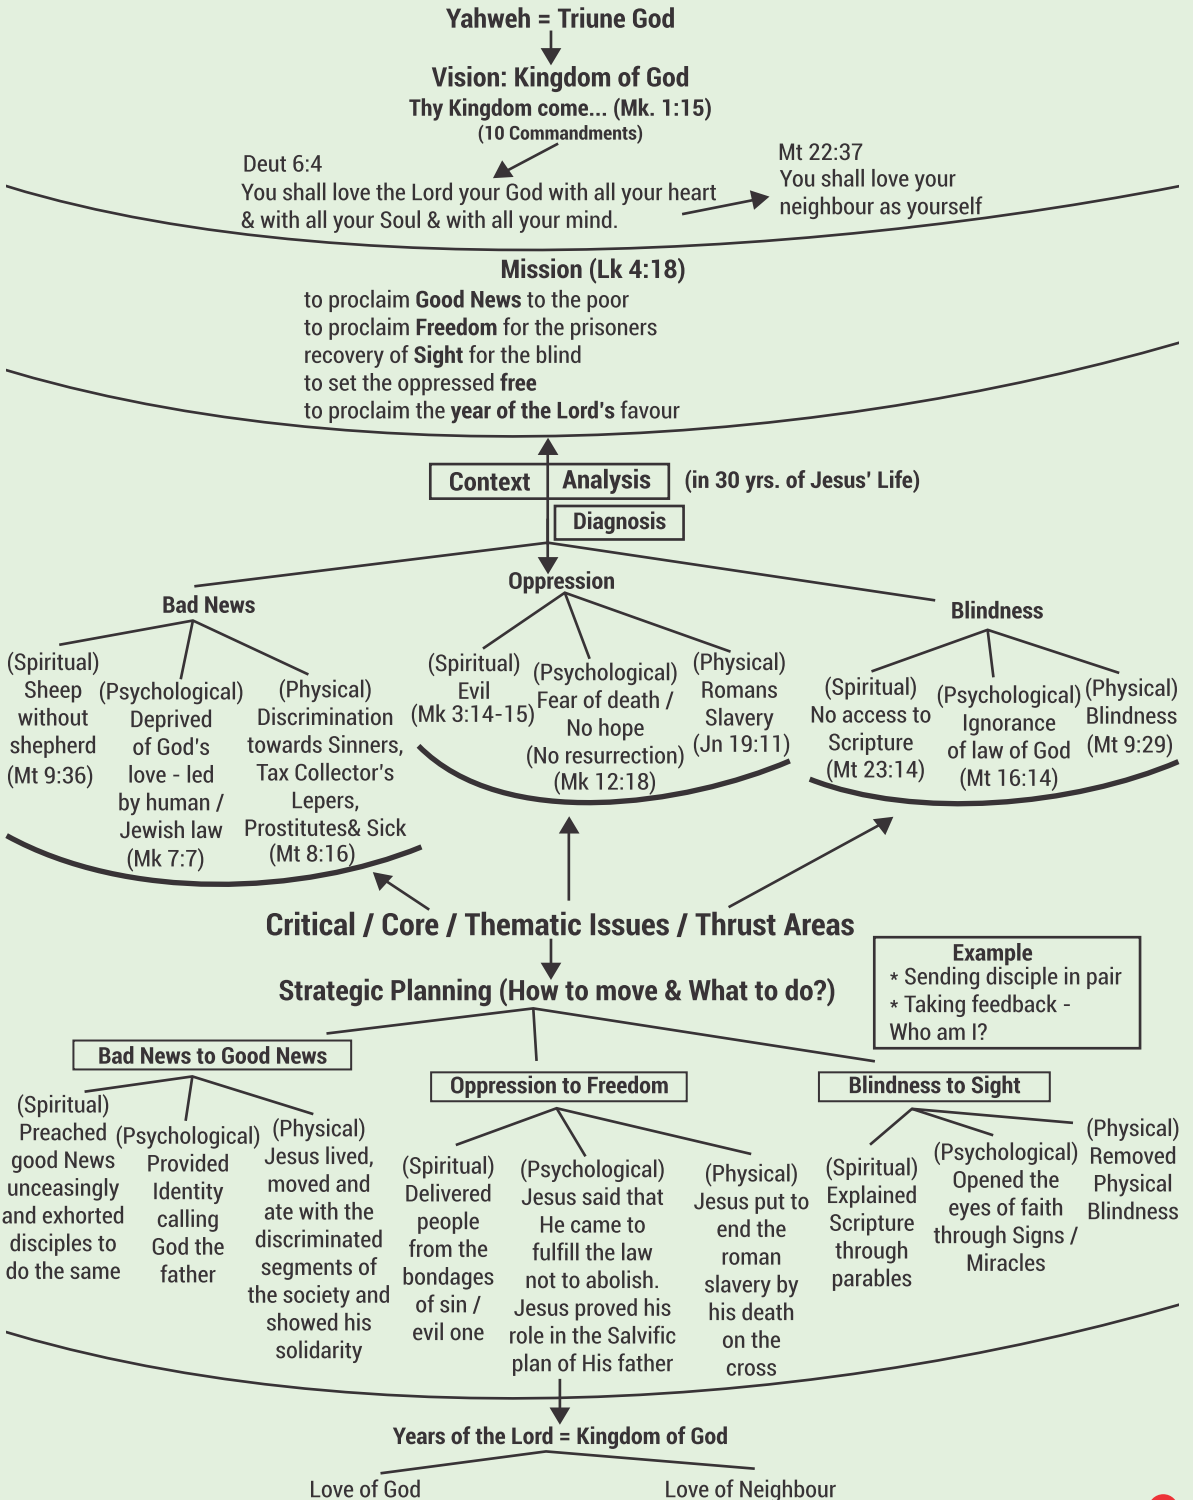 Yahweh = Triune God
Vision: Kingdom of God
Thy Kingdom come... (Mk. 1:15)
(10 Commandments)
Deut 6:4
You shall love the Lord your God with all your heart
& with all your Soul & with all your mind.
Mt 22:37
You shall love your
neighbour as yourself
Mission (Lk 4:18)
to proclaim Good News to the poor
to proclaim Freedom for the prisoners
recovery of Sight for the blind
to set the oppressed free
to proclaim the year of the Lord's favour
Context Analysis (in 30 yrs. of Jesus' Life)
Diagnosis
Bad News
(Spiritual)
Sheep
without
shepherd
(Mt 9:36)
(Psychological)
Deprived
of God's
love - led
by human /
Jewish law
(Mk 7:7)
(Physical)
Discrimination
towards Sinners,
Tax Collector's
Lepers,
Prostitutes& Sick
(Mt 8:16)
Oppression
(Spiritual)
Evil
(Mk 3:14-15)
(Psychological)
Fear of death /
No hope
(No resurrection)
(Mk 12:18)
(Physical)
Romans
Slavery
(Jn 19:11)
Blindness
(Spiritual)
No access to
Scripture
(Mt 23:14)
(Psychological)
Ignorance
of law of God
(Mt 16:14)
(Physical)
Blindness
(Mt 9:29)
Critical / Core / Thematic Issues / Thrust Areas
Strategic Planning (How to move & What to do?)
Example
* Sending disciple in pair
* Taking feedback -
Who am I?
Bad News to Good News
(Spiritual)
Preached
good News
unceasingly
and exhorted
disciples to
do the same
(Psychological)
Provided
Identity
calling
God the
father
(Physical)
Jesus lived,
moved and
ate with the
discriminated
segments of
the society and
showed his
solidarity
Oppression to Freedom
(Spiritual)
Delivered
people
from the
bondages
of sin /
evil one
(Psychological)
Jesus said that
He came to
fulfill the law
not to abolish.
Jesus proved his
role in the Salvific
plan of His father
(Physical)
Jesus put to
end the
roman
slavery by
his death
on the
cross
Blindness to Sight
(Spiritual)
Explained
Scripture
through
parables
(Psychological)
Opened the
eyes of faith
through Signs /
Miracles
(Physical)
Removed
Physical
Blindness
Years of the Lord = Kingdom of God
Love of God
Love of Neighbour